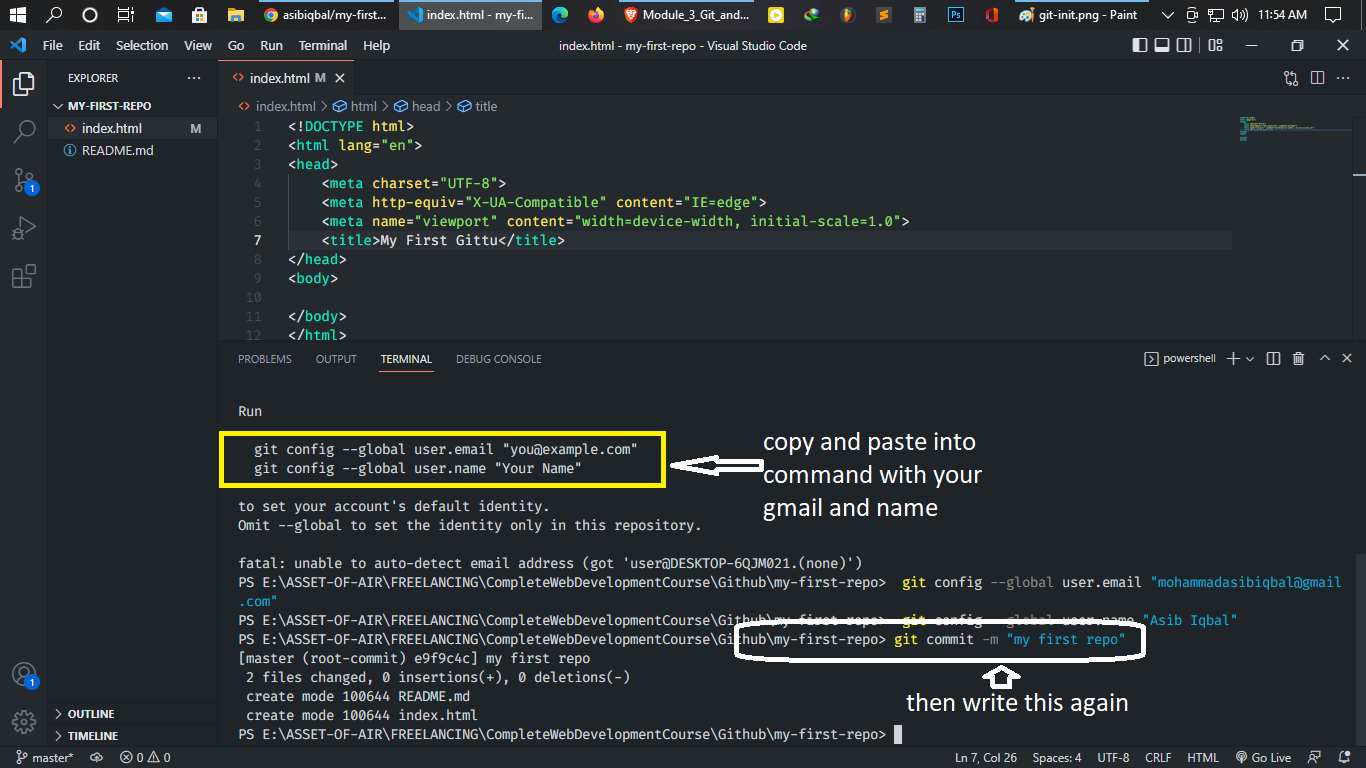 asibiqbal/my-first...
index.html - my-fi...
Module_3_Git_and...
Ps
git-init.png - Paint
11:54 AM
File Edit Selection View Go Run Terminal Help
index.html - my-first-repo - Visual Studio Code
EXPLORER
index.html M
MY-FIRST-REPO
index.html > html > head > title
index.html M
README.md
1 <!DOCTYPE html>
2 <html lang="en">
3 <head>
4 <meta charset="UTF-8">
5 <meta http-equiv="X-UA-Compatible" content="IE=edge">
6 <meta name="viewport" content="width=device-width, initial-scale=1.0">
7 <title>My First Gittu</title>
8 </head>
9 <body>
10
11 </body>
12 </html>
1
PROBLEMS OUTPUT TERMINAL DEBUG CONSOLE
powershell
Run
git config --global user.email "you@example.com"
git config --global user.name "Your Name"
copy and paste into
command with your
gmail and name
to set your account's default identity.
Omit --global to set the identity only in this repository.
fatal: unable to auto-detect email address (got 'user@DESKTOP-6QJM021.(none)')
PS E:\ASSET-OF-AIR\FREELANCING\CompleteWebDevelopmentCourse\Github\my-first-repo> git config --global user.email "mohammadasibiqbal@gmail
.com"
PS E:\ASSET-OF-AIR\FREELANCING\CompleteWebDevelopmentCourse\Github\my-first-repo> git config --global user.name "Asib Iqbal"
PS E:\ASSET-OF-AIR\FREELANCING\CompleteWebDevelopmentCourse\Github\my-first-repo> git commit -m "my first repo"
[master (root-commit) e9f9c4c] my first repo
2 files changed, 0 insertions(+), 0 deletions(-)
create mode 100644 README.md
create mode 100644 index.html
PS E:\ASSET-OF-AIR\FREELANCING\CompleteWebDevelopmentCourse\Github\my-first-repo>
then write this again
1
OUTLINE
TIMELINE
master* 0 0
Ln 7, Col 26 Spaces: 4 UTF-8 CRLF HTML Go Live